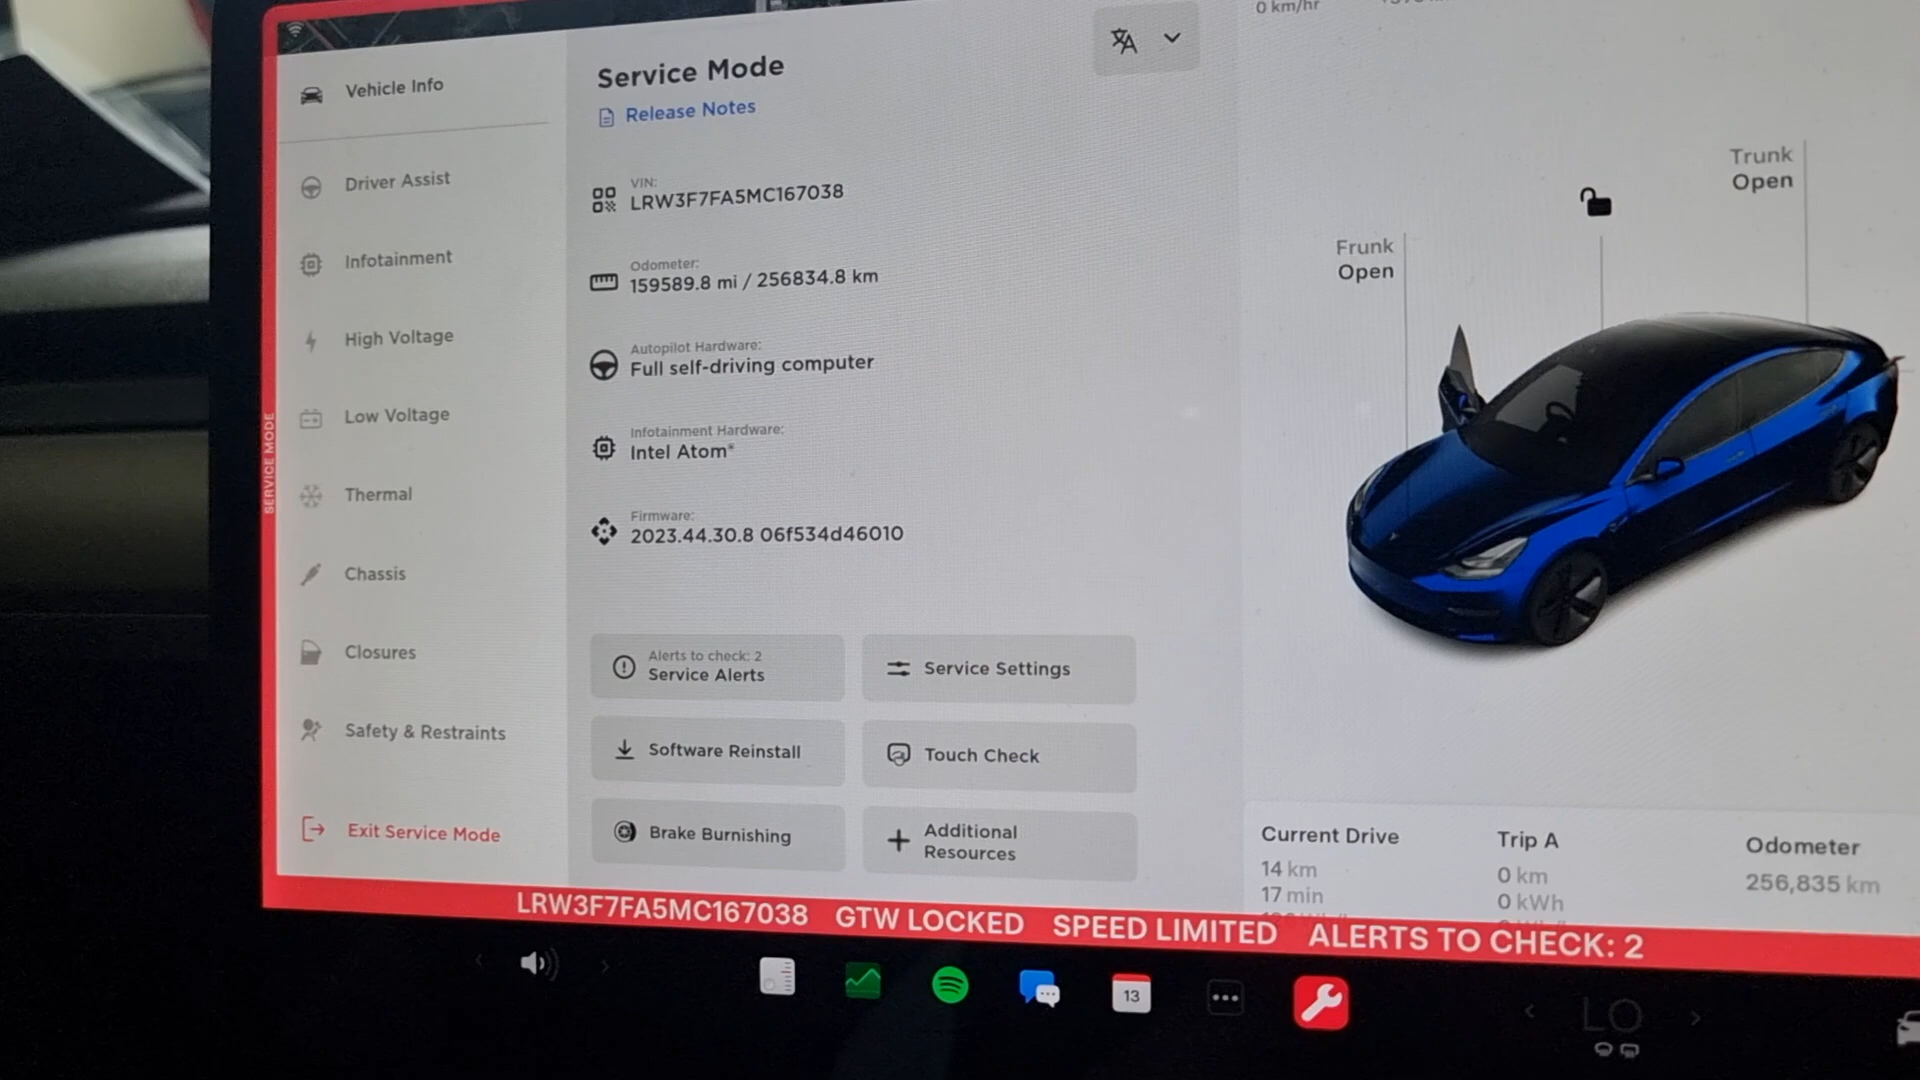 0 km/hr
Vehicle Info
Driver Assist
Infotainment
High Voltage
Low Voltage
Thermal
Chassis
Closures
Safety & Restraints
Exit Service Mode
SERVICE MODE
Service Mode
Release Notes
VIN:
LRW3F7FA5MC167038
Odometer:
159589.8 mi / 256834.8 km
Autopilot Hardware:
Full self-driving computer
Infotainment Hardware:
Intel Atom®
Firmware:
2023.44.30.8 06f534d46010
Alerts to check: 2
Service Alerts
Service Settings
Software Reinstall
Touch Check
Brake Burnishing
Additional
Resources
Trunk
Open
Frunk
Open
Current Drive
14 km
17 min
Trip A
0 km
0 kWh
Odometer
256,835 km
LRW3F7FA5MC167038 GTW LOCKED SPEED LIMITED ALERTS TO CHECK: 2
13
LO